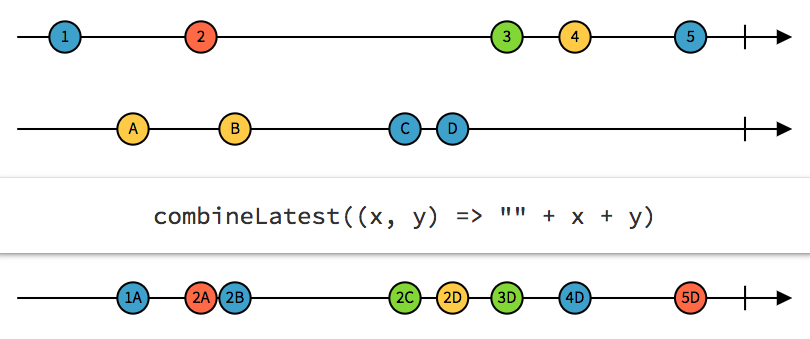 1 2 3 4 5
A B C D
combineLatest((x, y) => "" + x + y)
1A 2A 2B 2C 2D 3D 4D 5D